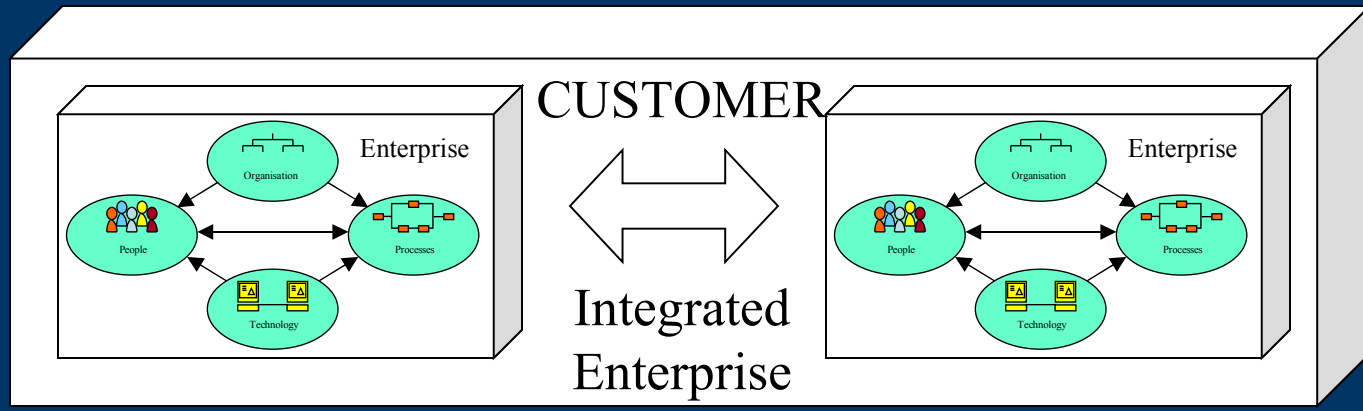 CUSTOMER
Enterprise
Organisation
People
Processes
Technology
Integrated
Enterprise
Enterprise
Organisation
People
Processes
Technology